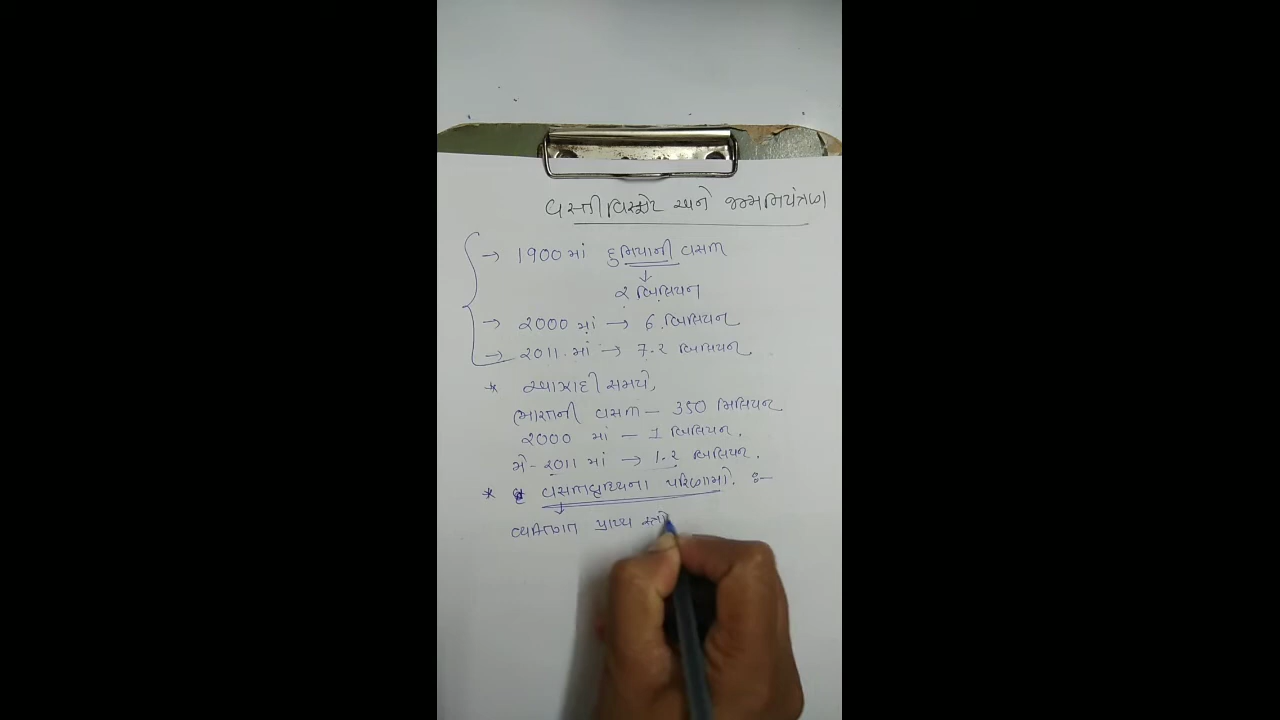 વસ્તીવિસ્ફોટ અને જન્મનિયંત્રણ
→ 1900 માં દુનિયાની વસતી
↓
૨ બિલિયન
→ ૨000 માં → 6 બિલિયન
→ ૨011 માં → 7.૨ બિલિયન
* આઝાદી સમયે,
ભારતની વસતી — 350 મિલિયન
૨000 માં — 1 બિલિયન.
મે - ૨011 માં → 1.૨ બિલિયન.
* વસતીવૃદ્ધિના પરિણામો. :-
↓
વ્યક્તિગત પ્રાપ્ય સ્ત્રો